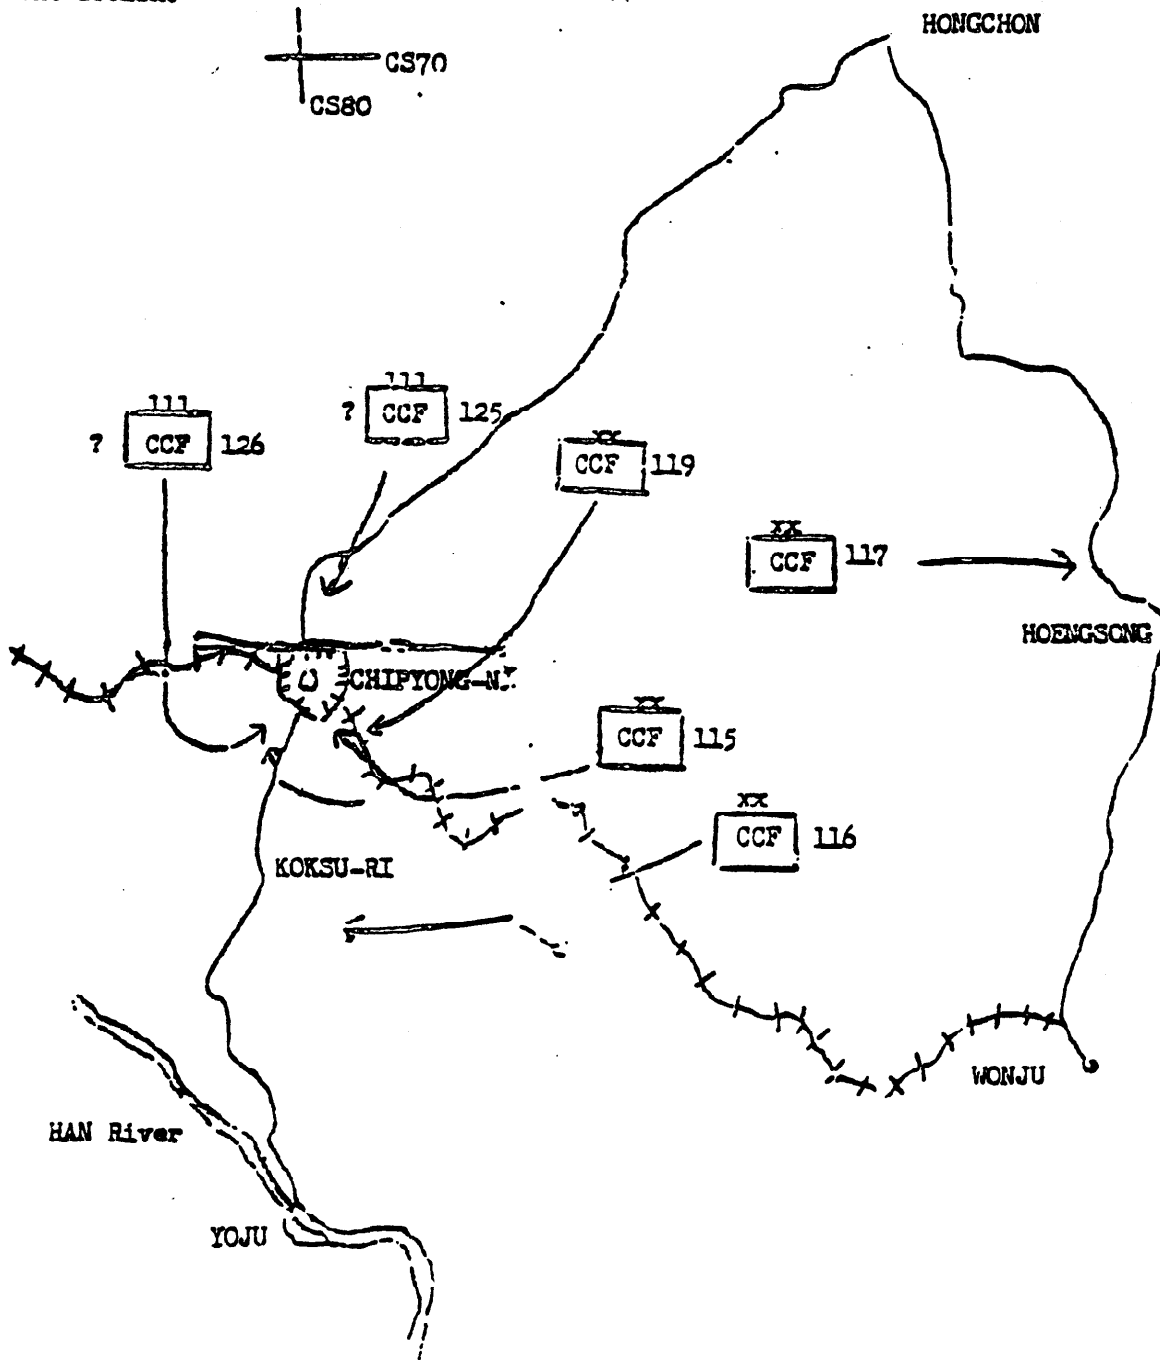 HONGCHON
CS70
CS80
111
? CCF 125
111
? CCF 126
xx
CCF 119
xx
CCF 117
HOENGSONG
CHIPYONG-NI
xx
CCF 115
xx
CCF 116
KOKSU-RI
WONJU
HAN River
YOJU